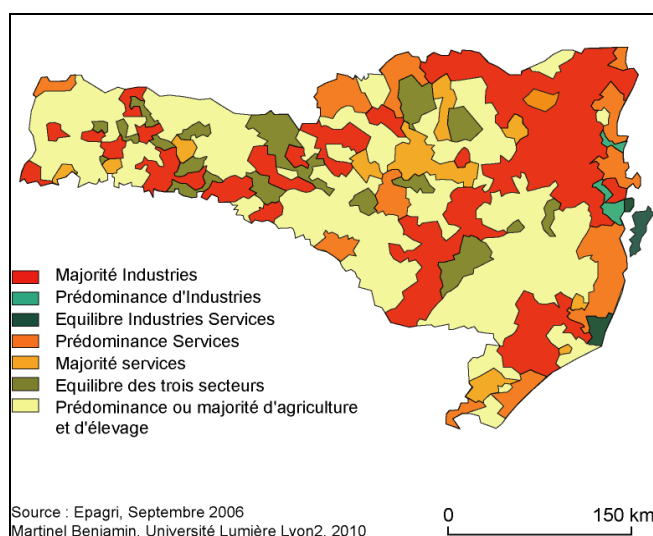 Majorité Industries
Prédominance d'Industries
Equilibre Industries Services
Prédominance Services
Majorité services
Equilibre des trois secteurs
Prédominance ou majorité d'agriculture
et d'élevage
Source : Epagri, Septembre 2006
Martinel Benjamin, Université Lumière Lyon2, 2010
0 150 km